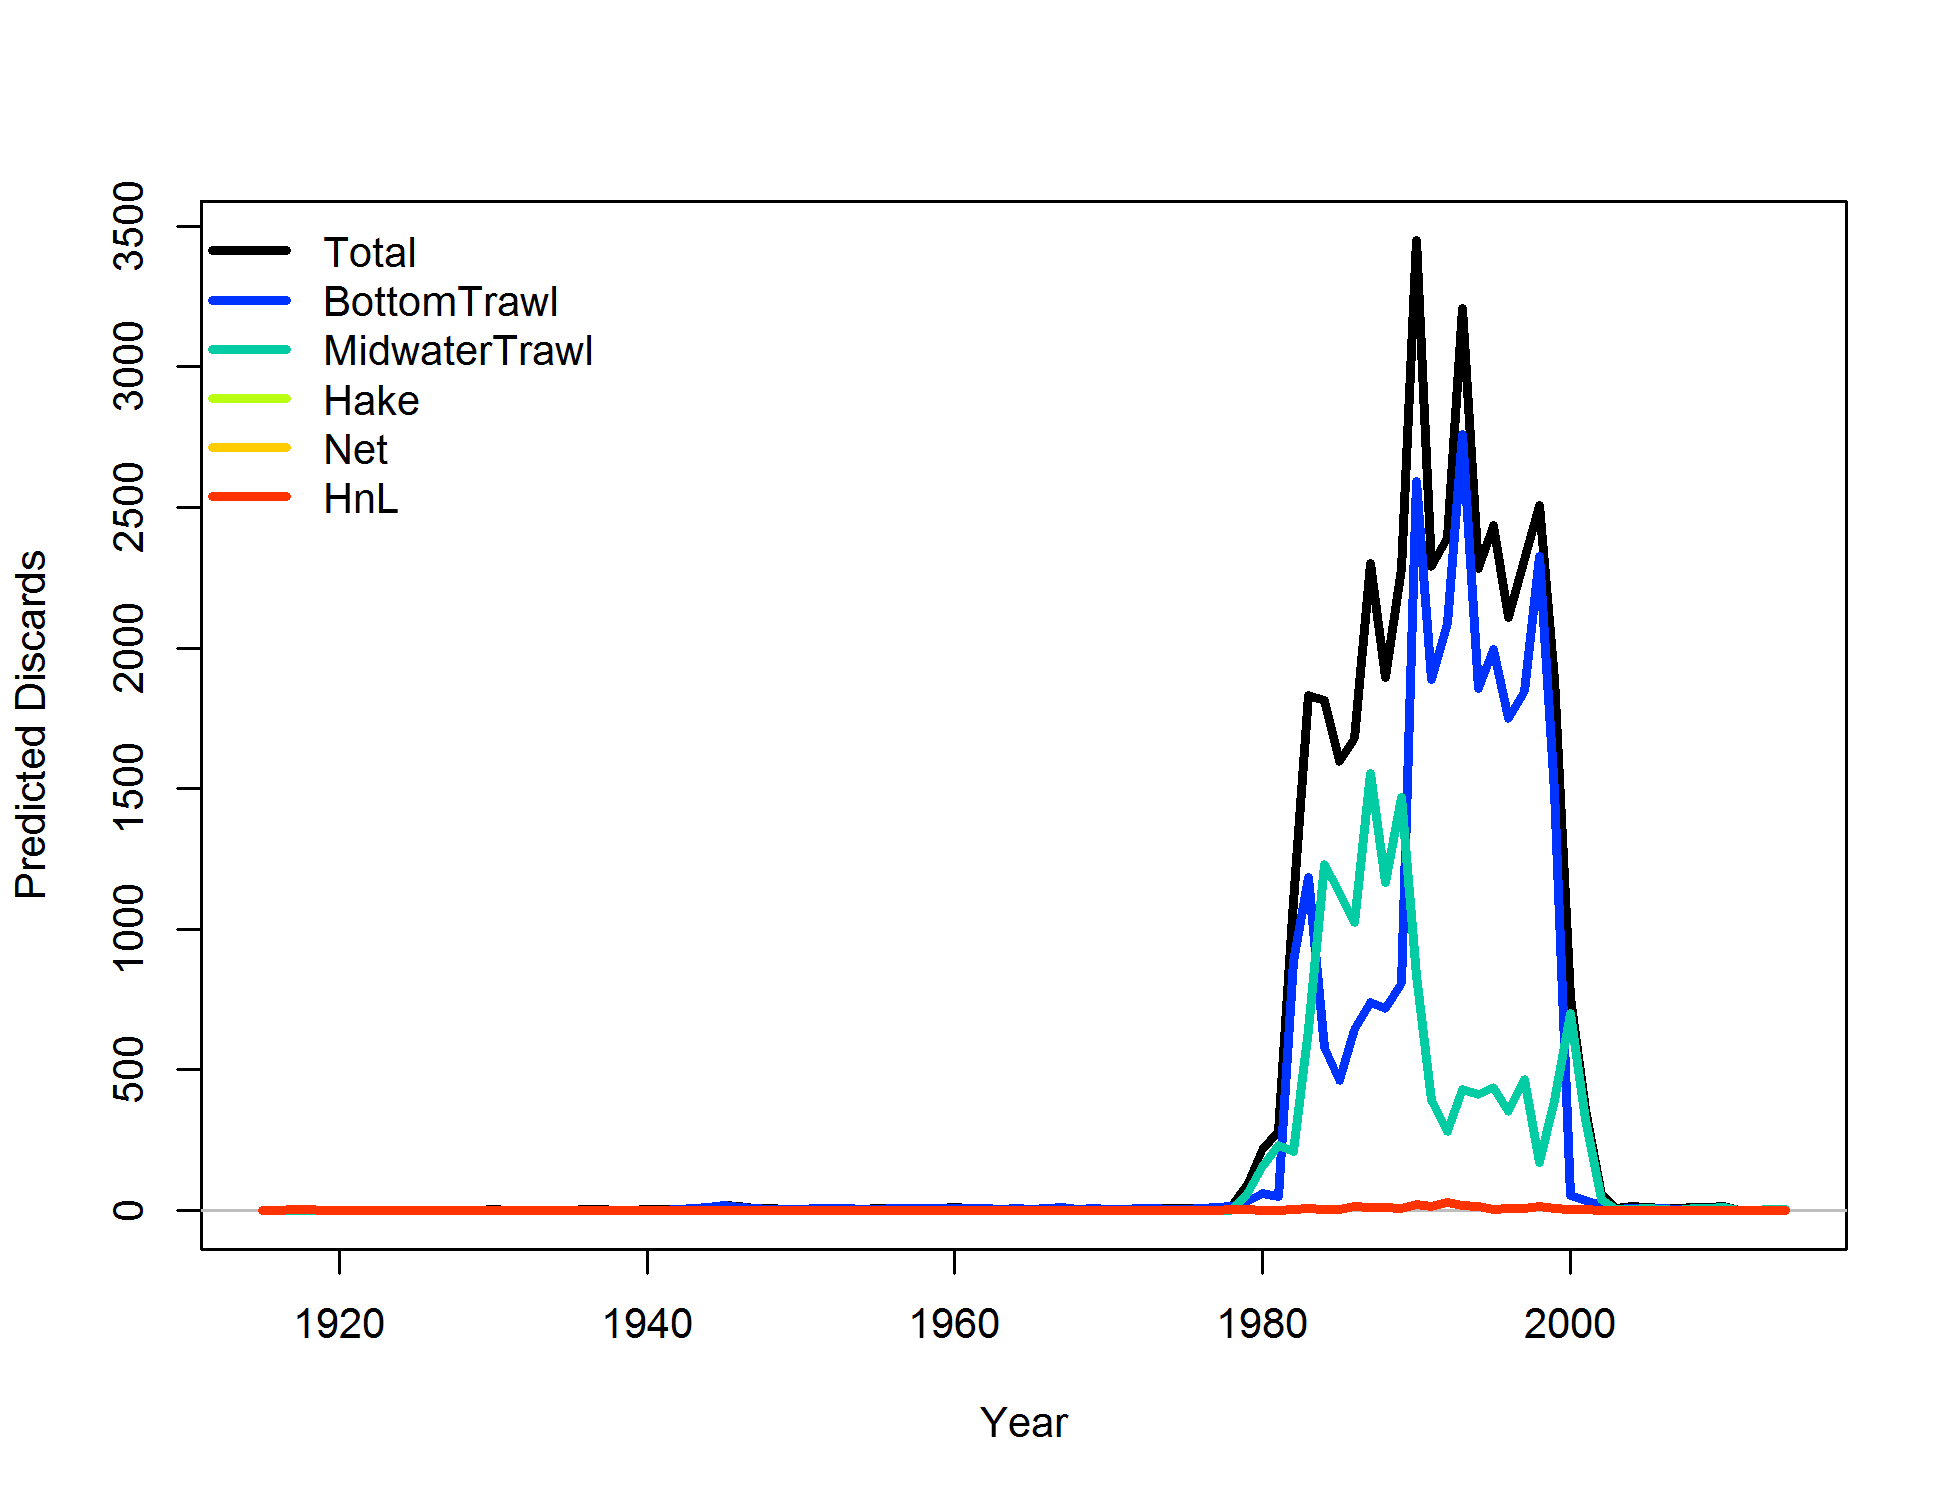 3500
3000
2500
2000
1500
1000
500
0
Predicted Discards
Total
BottomTrawl
MidwaterTrawl
Hake
Net
HnL
1920 1940 1960 1980 2000
Year